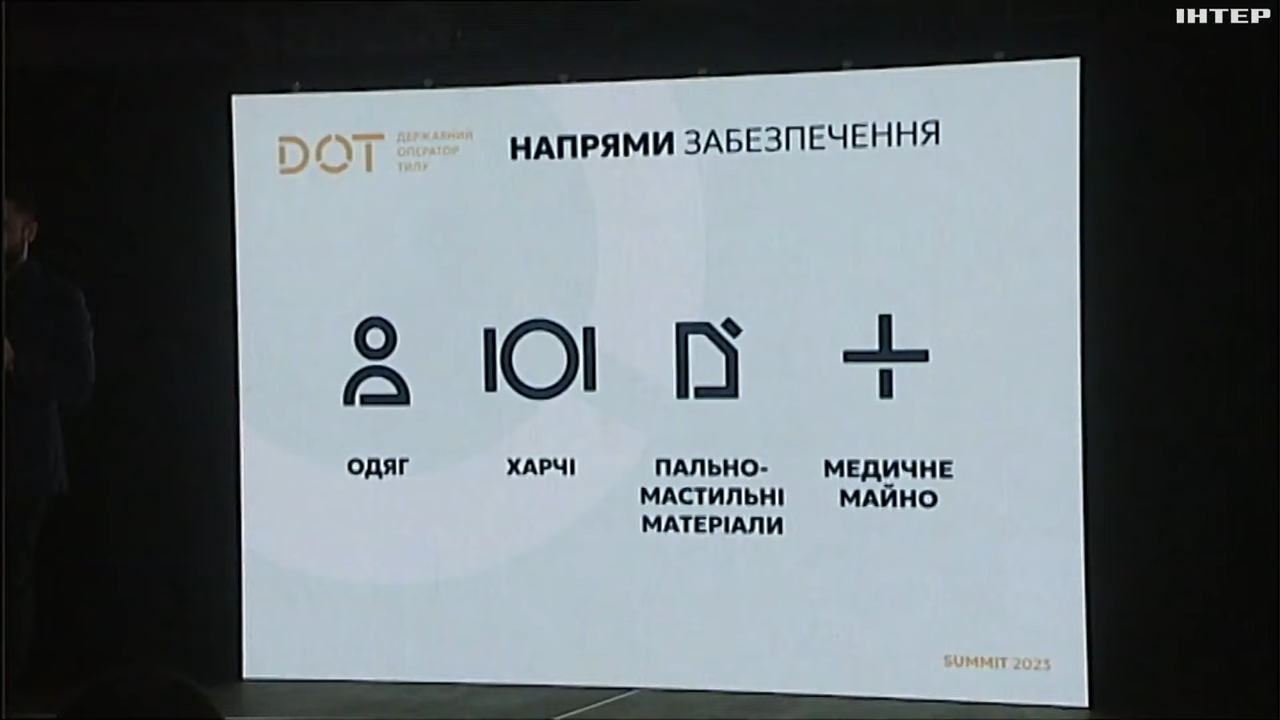 ІНТЕР
DOT
ДЕРЖАВНИЙ
ОПЕРАТОР
ТИЛУ
НАПРЯМИ ЗАБЕЗПЕЧЕННЯ
ОДЯГ
ХАРЧІ
ПАЛЬНО-
МАСТИЛЬНІ
МАТЕРІАЛИ
МЕДИЧНЕ
МАЙНО
SUMMIT 2023